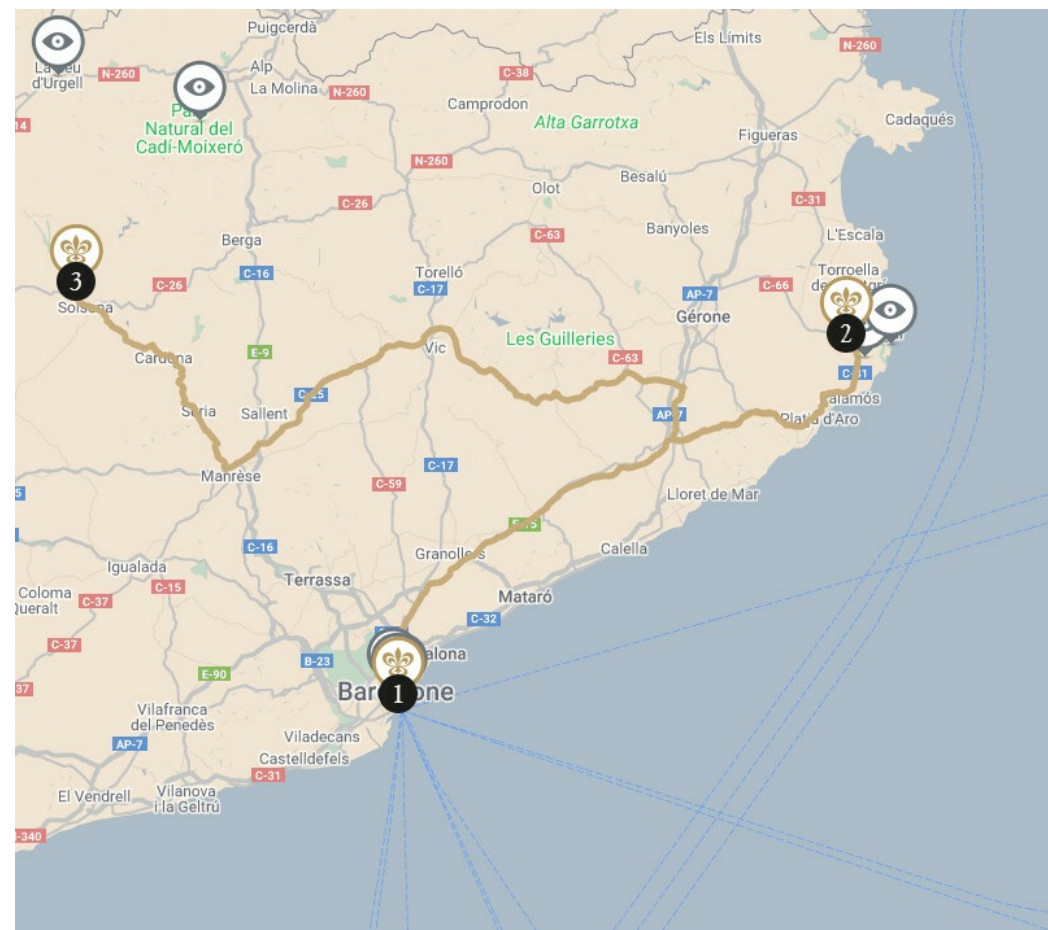 Puigcerdà
Els Límits
N-260
La Seu
d'Urgell
N-260
Alp
La Molina
N-260
C-38
Camprodon
Alta Garrotxa
Cadaqués
14
Natural del
Cadí-Moixeró
Figueras
N-260
Besalú
Olot
C-31
C-26
Banyoles
L'Escala
Berga
C-63
C-16
Torelló
C-17
C-26
C-66
Torroella
AP-7
3
Solsona
Gérone
2
Les Guilleries
Vic
E-9
Cardona
C-63
C-31
Palamós
Súria
Sallent
AP-7
Platja d'Aro
Manrèse
C-17
C-59
Lloret de Mar
5
E-15
C-16
Granollers
Calella
Igualada
Terrassa
C-15
Coloma
Queralt
C-37
Mataró
C-32
C-37
B-23
E-90
37
1
Vilafranca
del Penedès
Viladecans
AP-7
Castelldefels
C-31
El Vendrell
Vilanova
i la Geltrú
-340